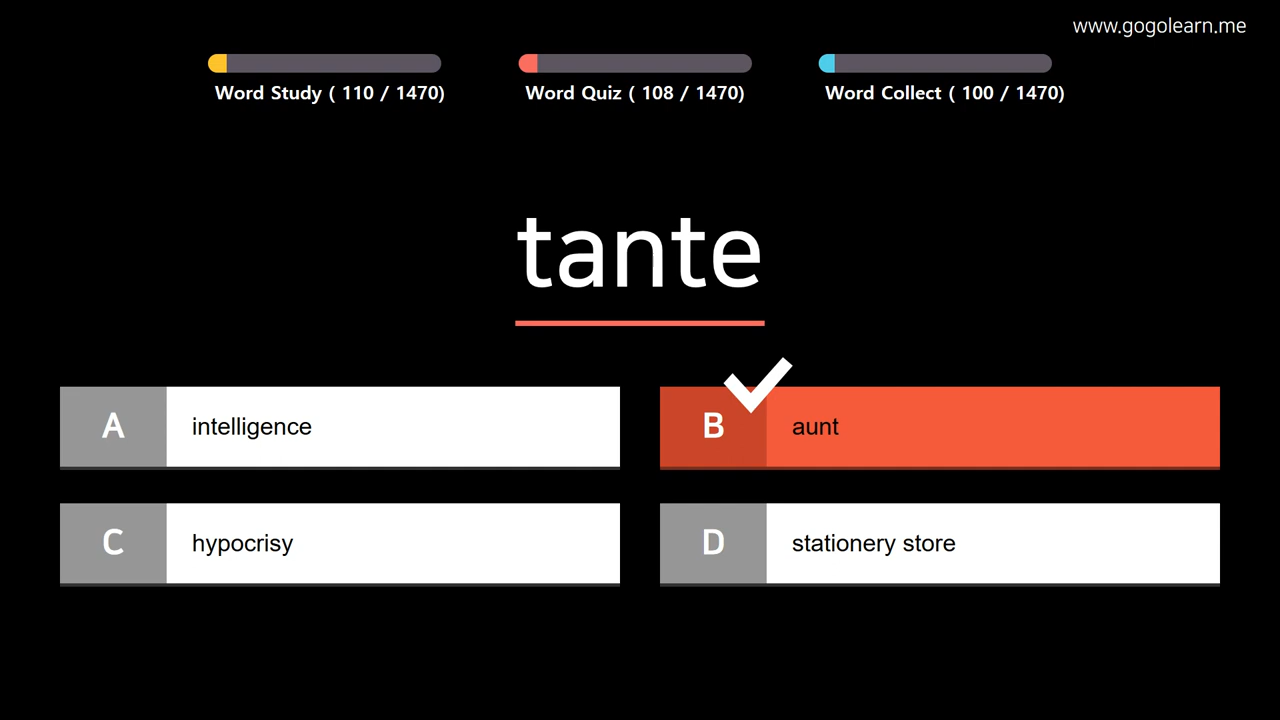 www.gogolearn.me
Word Study ( 110 / 1470)
Word Quiz ( 108 / 1470)
Word Collect ( 100 / 1470)
tante
A intelligence
B aunt
C hypocrisy
D stationery store